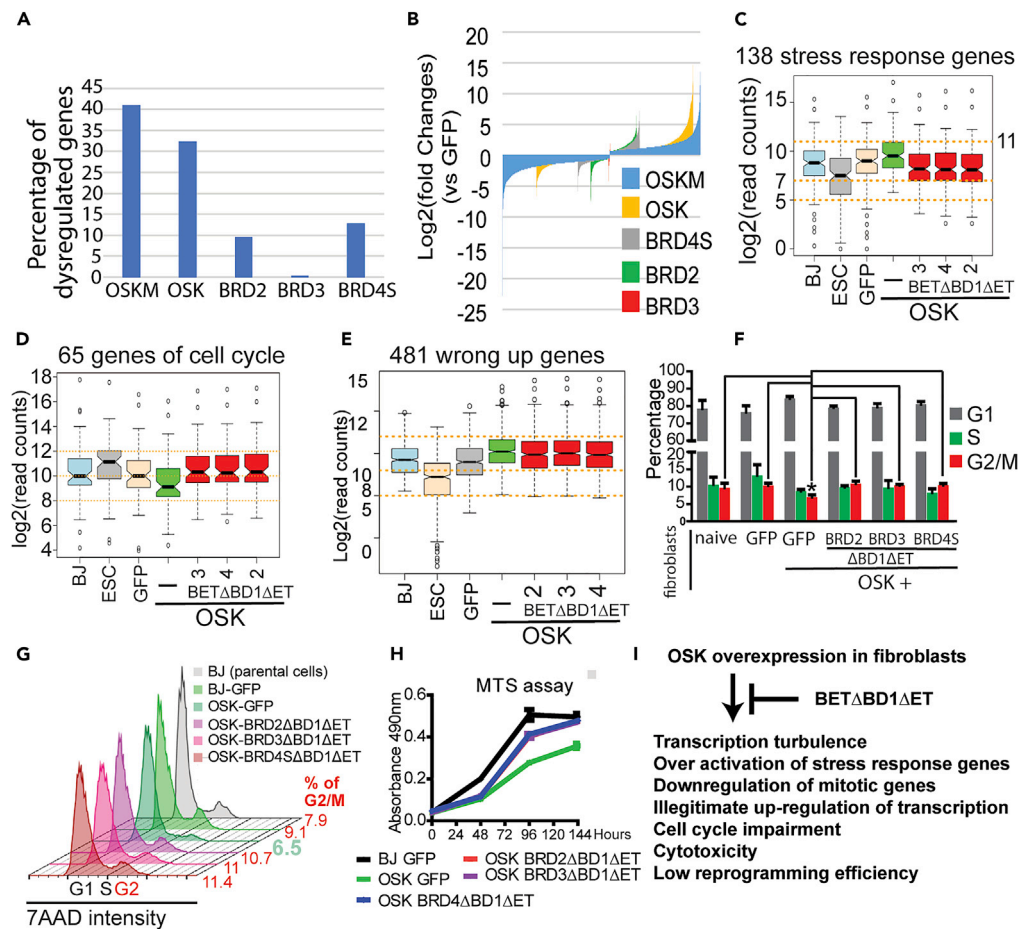 A
Percentage of
dysregulated genes
45
40
35
30
25
20
15
10
5
0
OSKM OSK BRD2 BRD3 BRD4S
B
Log2(fold Changes)
(vs GFP)
20
15
10
5
0
-5
-10
-15
-20
-25
OSKM
OSK
BRD4S
BRD2
BRD3
C
138 stress response genes
log2(read counts)
15
10
7
5
0
11
BJ ESC GFP — 3 4 2
BETΔBD1ΔET
OSK
D
65 genes of cell cycle
log2(read counts)
18
16
14
12
10
8
6
4
BJ ESC GFP — 3 4 2
BETΔBD1ΔET
OSK
E
481 wrong up genes
Log2(read counts)
15
12
10
8
5
0
BJ ESC GFP — 2 3 4
BETΔBD1ΔET
OSK
F
Percentage
100
90
80
70
60
20
15
10
5
0
*
G1
S
G2/M
fibroblasts
naive GFP GFP BRD2 BRD3 BRD4S
ΔBD1ΔET
OSK +
G
BJ (parental cells)
BJ-GFP
OSK-GFP
OSK-BRD2ΔBD1ΔET
OSK-BRD3ΔBD1ΔET
OSK-BRD4SΔBD1ΔET
% of
G2/M
7.9
9.1
6.5
10.7
11
11.4
G1 S G2
7AAD intensity
H
MTS assay
Absorbance 490nm
0.6
0.4
0.2
0.0
0 24 48 72 96 120 144 Hours
BJ GFP OSK BRD2ΔBD1ΔET
OSK GFP OSK BRD3ΔBD1ΔET
OSK BRD4ΔBD1ΔET
I
OSK overexpression in fibroblasts
BETΔBD1ΔET
Transcription turbulence
Over activation of stress response genes
Downregulation of mitotic genes
Illegitimate up-regulation of transcription
Cell cycle impairment
Cytotoxicity
Low reprogramming efficiency